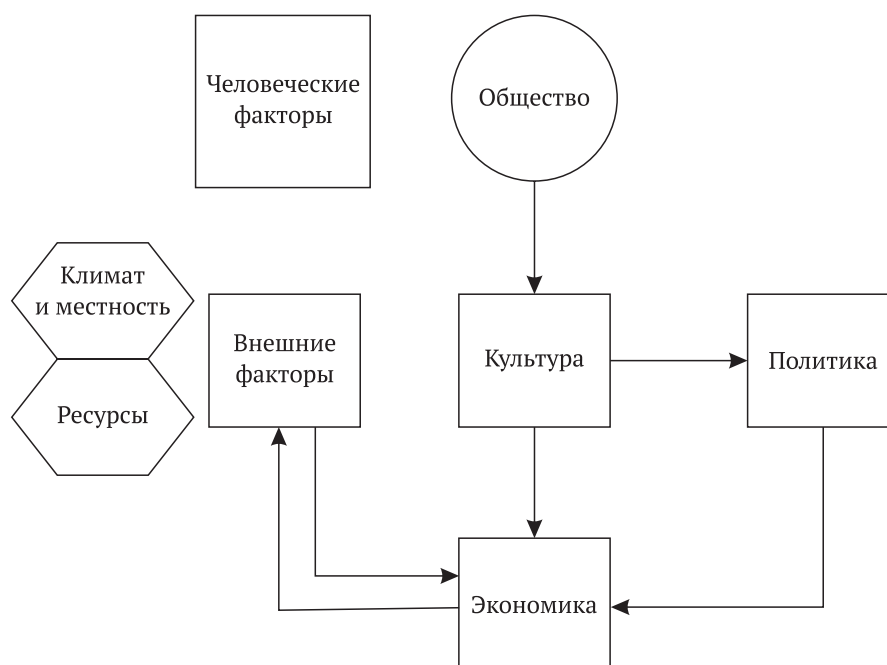 Человеческие
факторы
Общество
Климат
и местность
Внешние
факторы
Культура
Политика
Ресурсы
Экономика